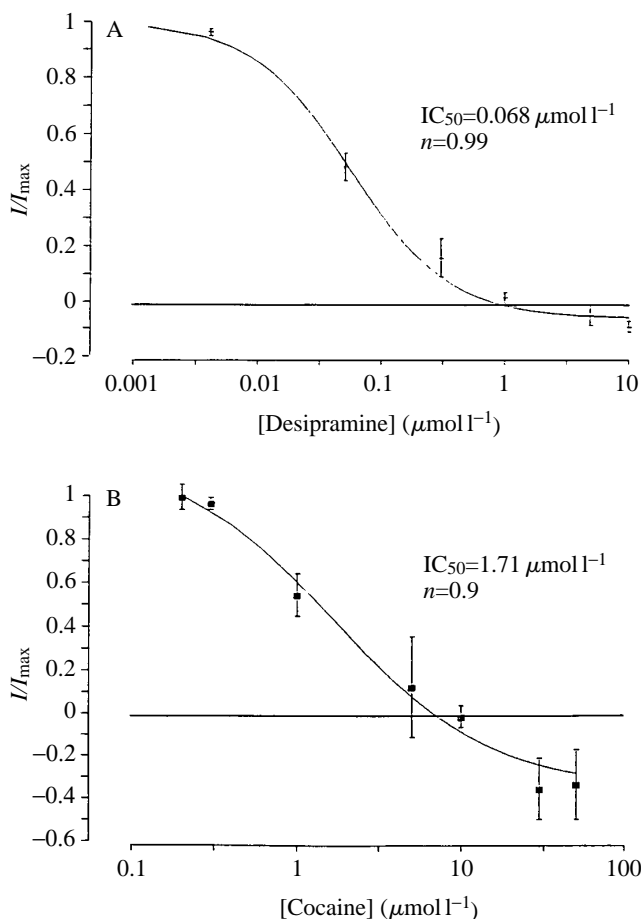 A
I/Imax
1
0.8
0.6
0.4
0.2
0
−0.2
IC50=0.068 μmol l−1
n=0.99
0.001 0.01 0.1 1 10
[Desipramine] (μmol l−1)
B
I/Imax
1
0.8
0.6
0.4
0.2
0
−0.2
−0.4
−0.6
IC50=1.71 μmol l−1
n=0.9
0.1 1 10 100
[Cocaine] (μmol l−1)